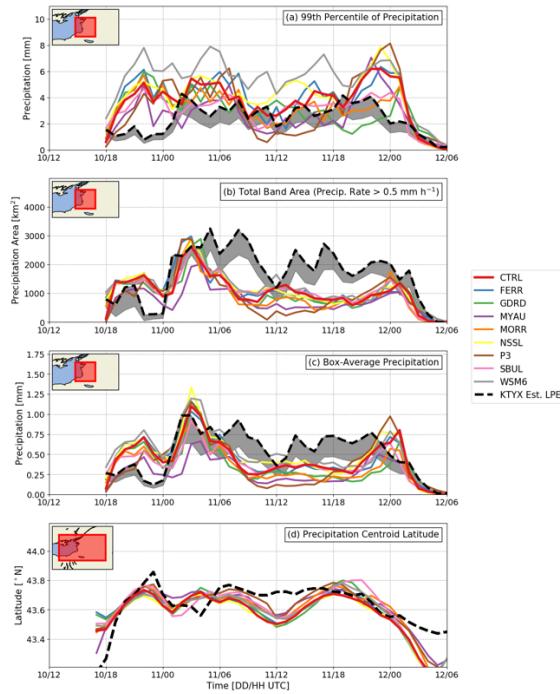 (a) 99th Percentile of Precipitation
Precipitation [mm]
10
8
6
4
2
0
10/12 10/18 11/00 11/06 11/12 11/18 12/00 12/06
(b) Total Band Area (Precip. Rate > 0.5 mm h⁻¹)
Precipitation Area [km²]
4000
3000
2000
1000
0
10/12 10/18 11/00 11/06 11/12 11/18 12/00 12/06
CTRL
FERR
GDRD
MYAU
MORR
NSSL
P3
SBUL
WSM6
KTYX Est. LPE
(c) Box-Average Precipitation
Precipitation [mm]
1.75
1.50
1.25
1.00
0.75
0.50
0.25
0.00
10/12 10/18 11/00 11/06 11/12 11/18 12/00 12/06
(d) Precipitation Centroid Latitude
Latitude [°N]
44.0
43.8
43.6
43.4
10/12 10/18 11/00 11/06 11/12 11/18 12/00 12/06
Time [DD/HH UTC]